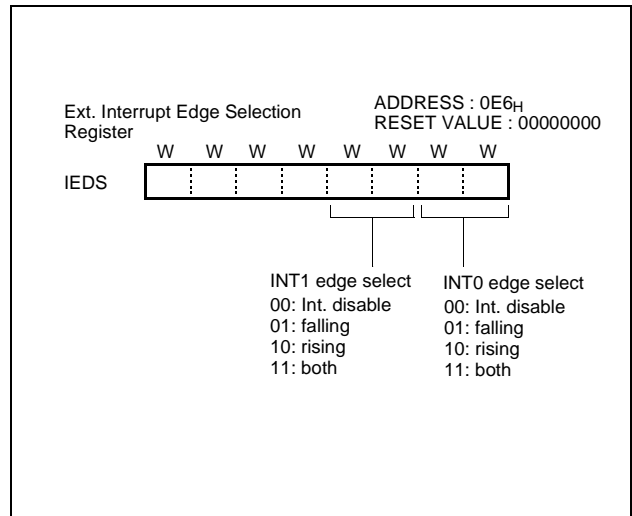 Ext. Interrupt Edge Selection
Register
ADDRESS : 0E6H
RESET VALUE : 00000000
W W W W W W W W
IEDS
INT1 edge select
00: Int. disable
01: falling
10: rising
11: both
INT0 edge select
00: Int. disable
01: falling
10: rising
11: both